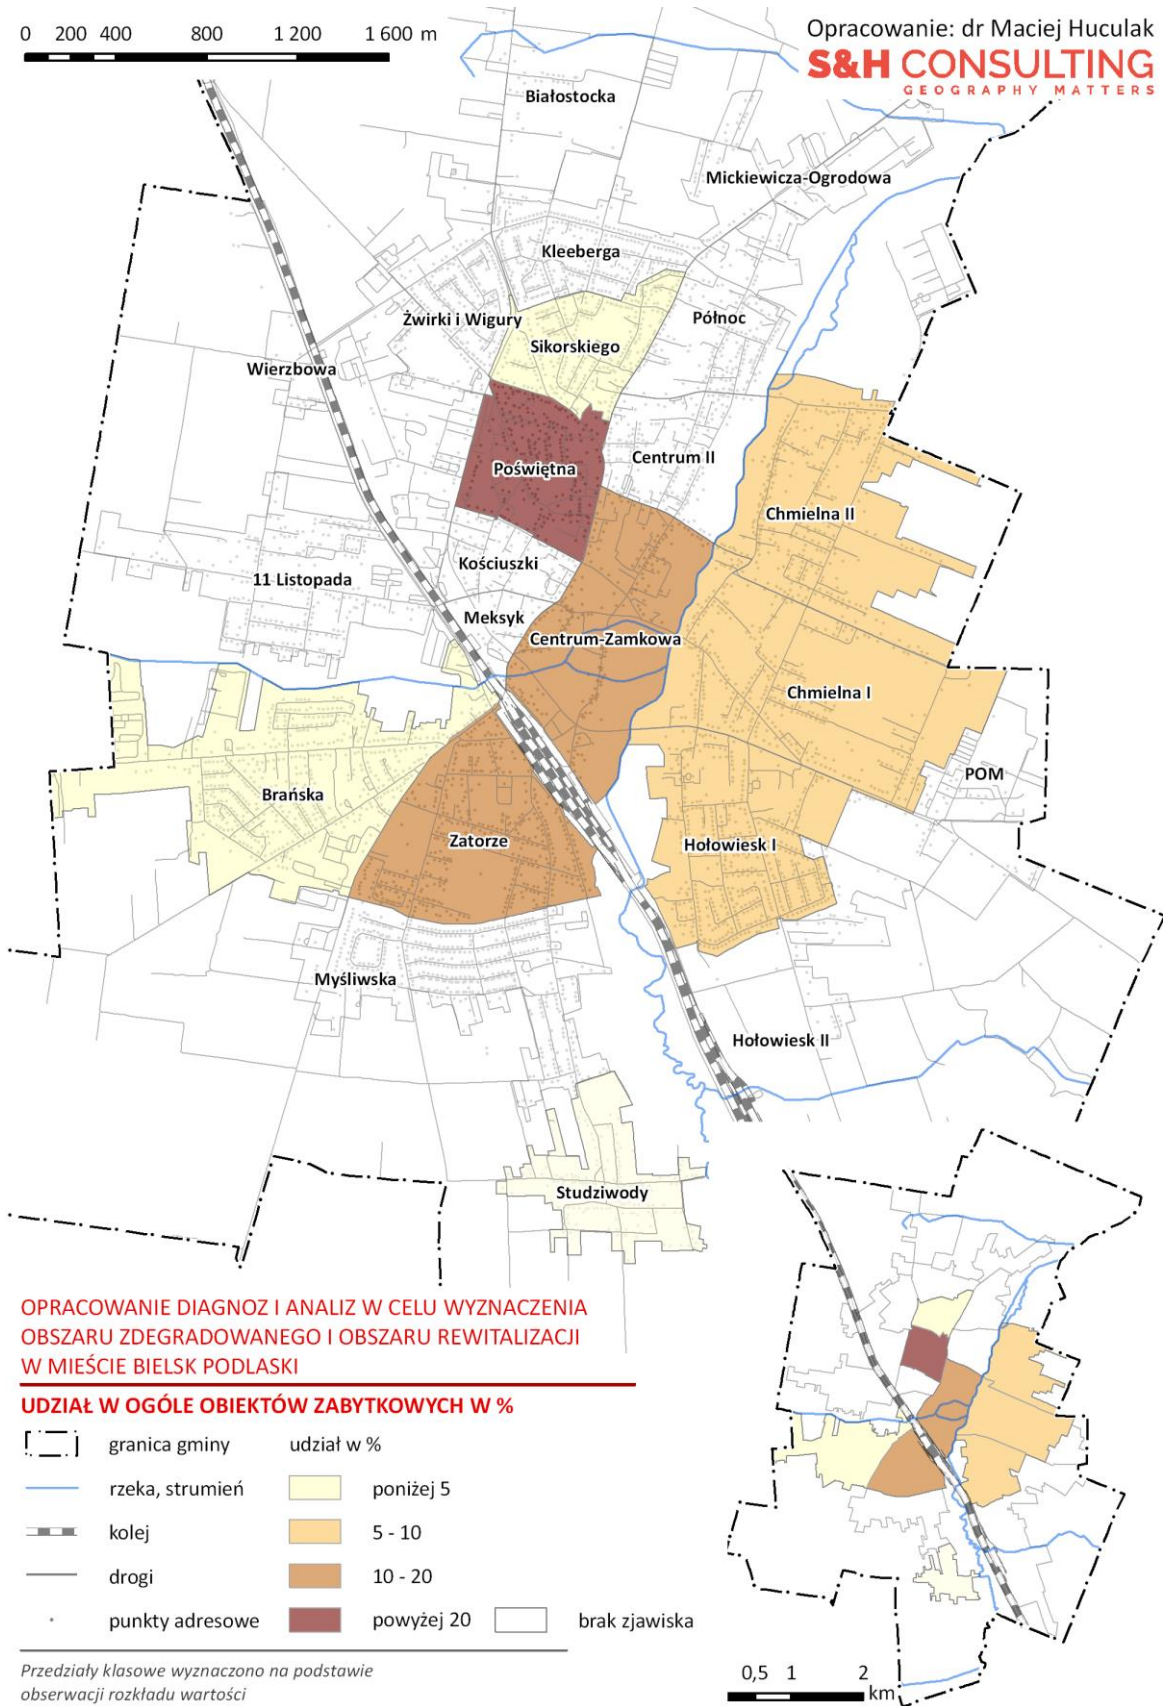 0 200 400 800 1 200 1 600 m
Opracowanie: dr Maciej Huculak
S&H CONSULTING
GEOGRAPHY MATTERS
Białostocka
Mickiewicza-Ogrodowa
Kleeberga
Żwirki i Wigury
Północ
Sikorskiego
Wierzbowa
Centrum II
Poświętna
Chmielna II
Kościuszki
11 Listopada
Meksyk
Centrum-Zamkowa
Chmielna I
POM
Brańska
Zatorze
Hołowiesk I
Myśliwska
Hołowiesk II
Studziwody
OPRACOWANIE DIAGNOZ I ANALIZ W CELU WYZNACZENIA
OBSZARU ZDEGRADOWANEGO I OBSZARU REWITALIZACJI
W MIEŚCIE BIELSK PODLASKI
UDZIAŁ W OGÓLE OBIEKTÓW ZABYTKOWYCH W %
granica gminy udział w %
rzeka, strumień poniżej 5
kolej 5 - 10
drogi 10 - 20
punkty adresowe powyżej 20 brak zjawiska
Przedziały klasowe wyznaczono na podstawie
obserwacji rozkładu wartości
0,5 1 2
km